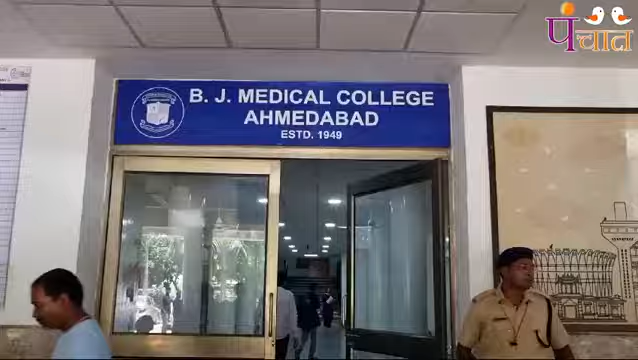 पंचात
B. J. MEDICAL COLLEGE
AHMEDABAD
ESTD. 1949